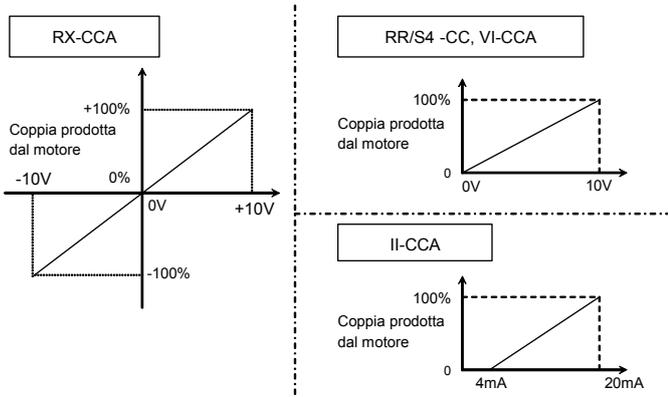 RX-CCA
+100%
Coppia prodotta
dal motore
-10V
0%
0V
+10V
-100%
RR/S4 -CC, VI-CCA
100%
Coppia prodotta
dal motore
0
0V
10V
II-CCA
100%
Coppia prodotta
dal motore
0
4mA
20mA